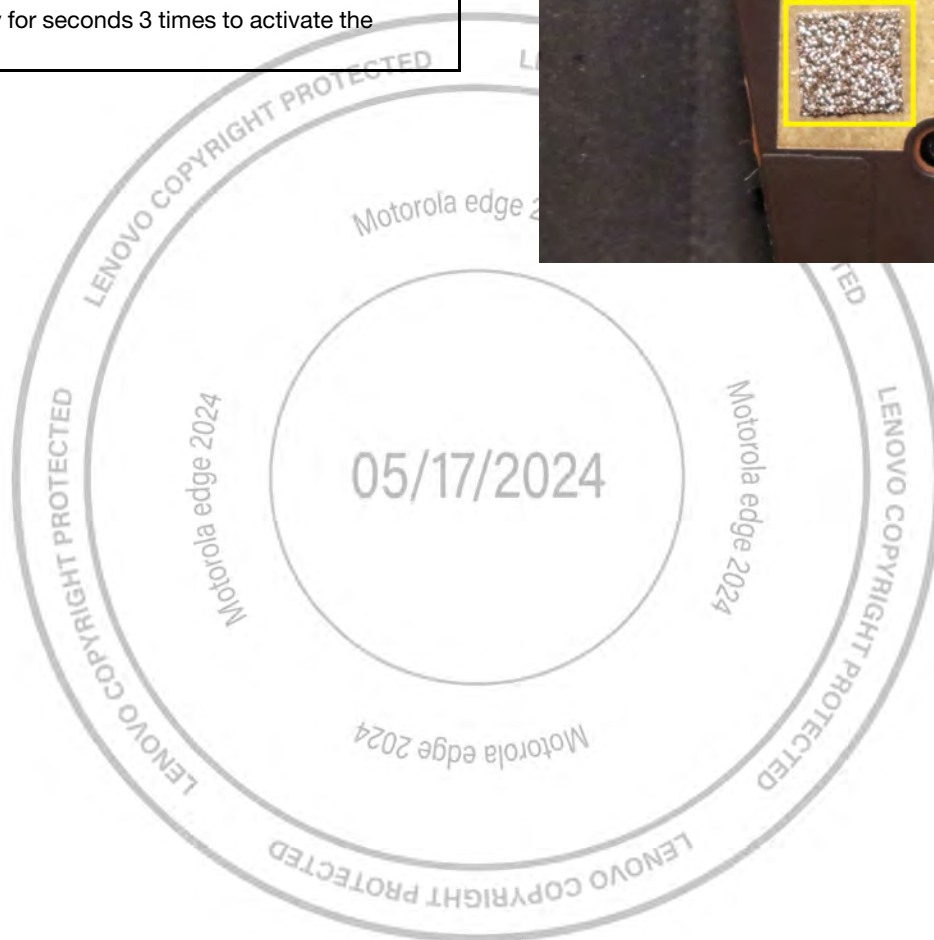 for seconds 3 times to activate the
LENOVO COPYRIGHT PROTECTED
Motorola edge
LENOVO COPYRIGHT PROTECTED
Motorola edge 2024
05/17/2024
Motorola edge 2024
LENOVO COPYRIGHT PROTECTED
Motorola edge 2024
LENOVO COPYRIGHT PROTECTED